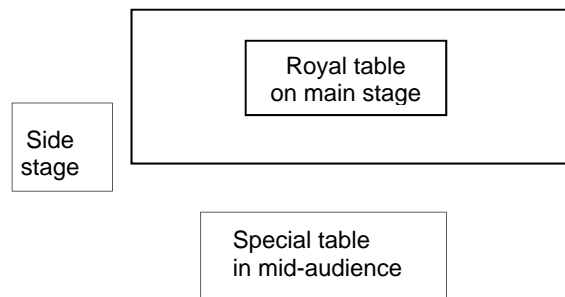 Royal table
on main stage
Side
stage
Special table
in mid-audience